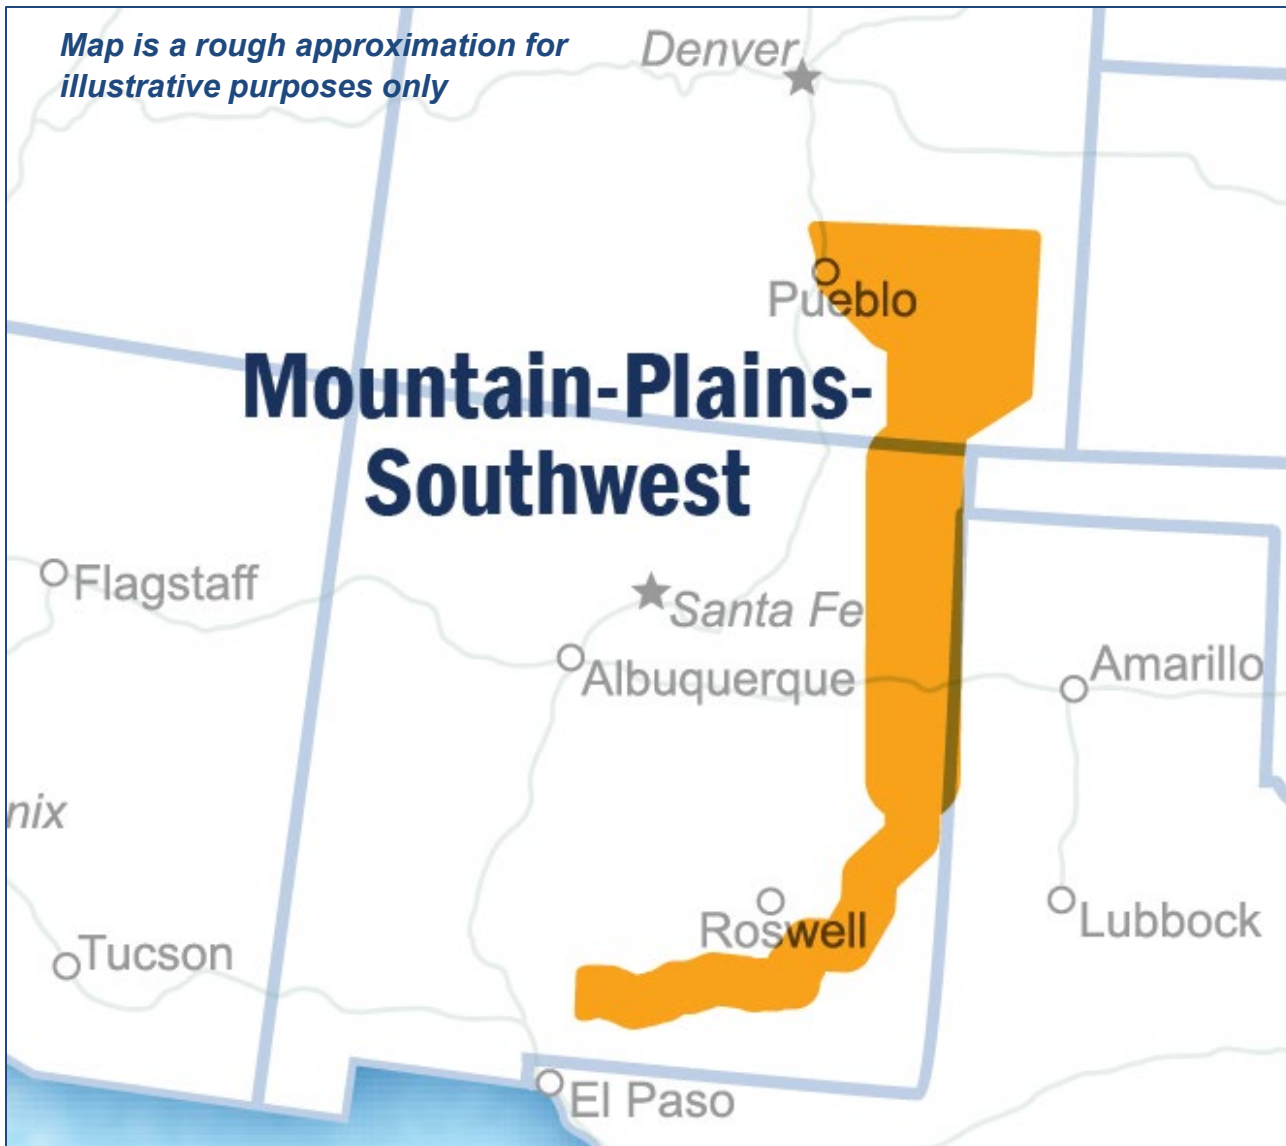 Map is a rough approximation for
illustrative purposes only
Denver
Pueblo
Mountain-Plains-
Southwest
Flagstaff
Santa Fe
Albuquerque
Amarillo
nix
Roswell
Lubbock
Tucson
El Paso